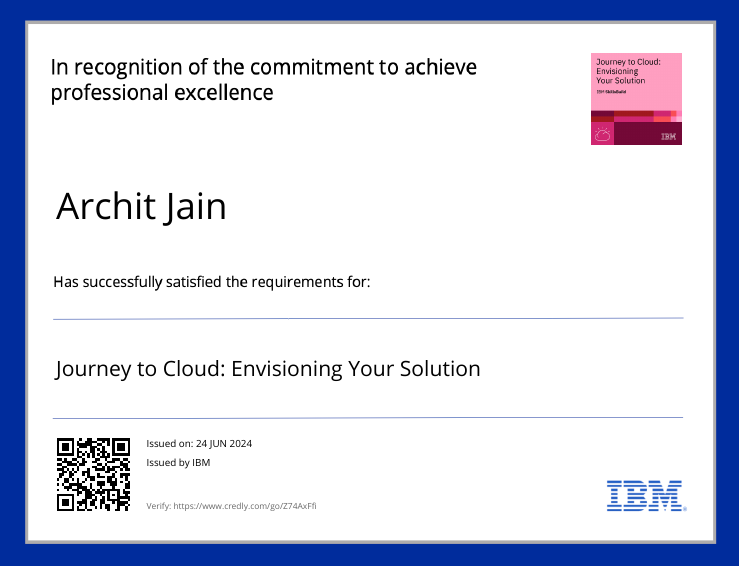 In recognition of the commitment to achieve
professional excellence
Journey to Cloud:
Envisioning
Your Solution
IBM SkillsBuild
IBM
Archit Jain
Has successfully satisfied the requirements for:
Journey to Cloud: Envisioning Your Solution
Issued on: 24 JUN 2024
Issued by IBM
Verify: https://www.credly.com/go/Z74AxFfi
IBM